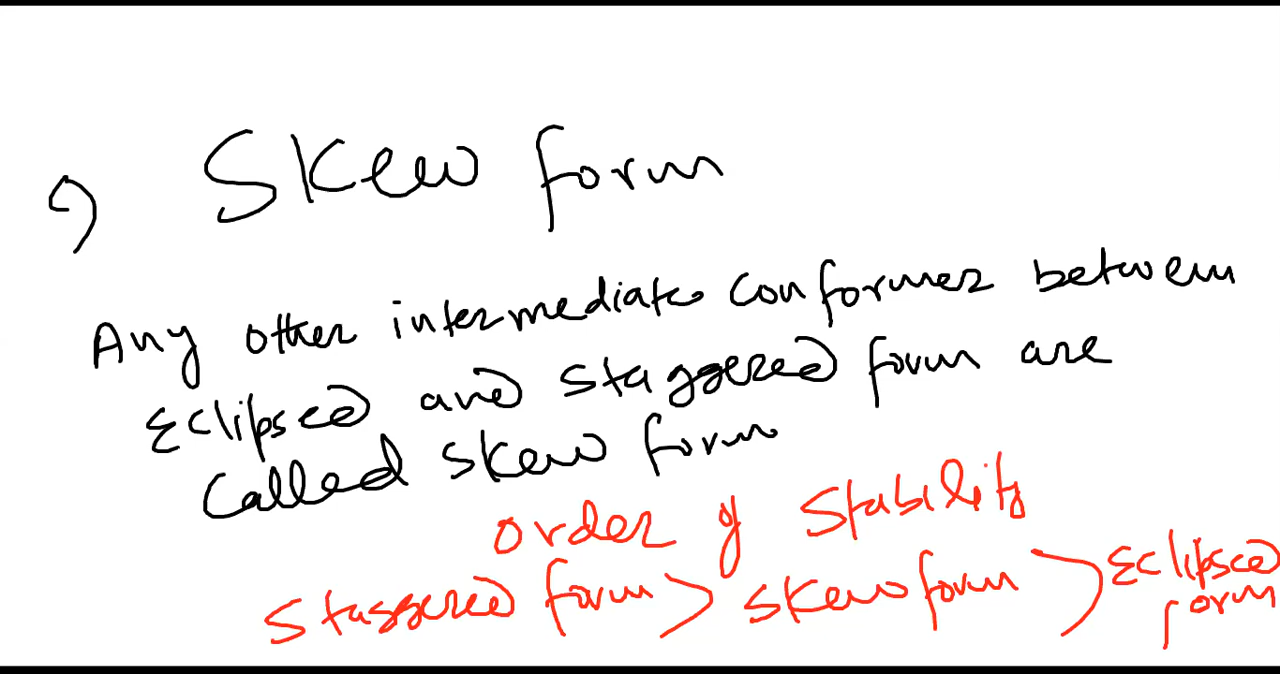 Skew form
Any other intermediate conformer between
Eclipsed and staggered form are
Called skew form
order of Stability
Staggered form > skew form > Eclipsed
form